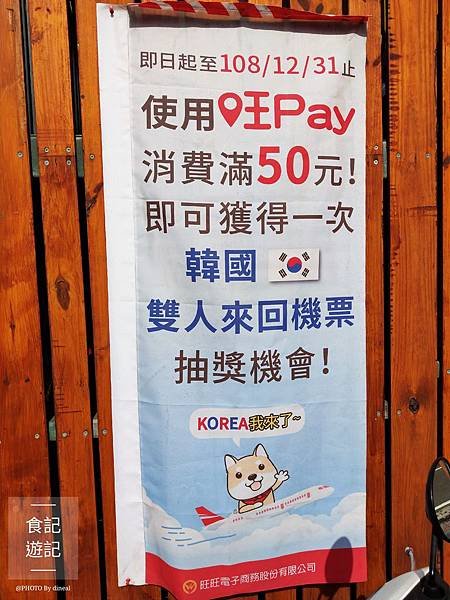 即日起至108/12/31止
使用旺Pay
消費滿50元!
即可獲得一次
韓國
雙人來回機票
抽獎機會!
KOREA我來了~
旺旺電子商務股份有限公司
食記
遊記
@PHOTO By dineal